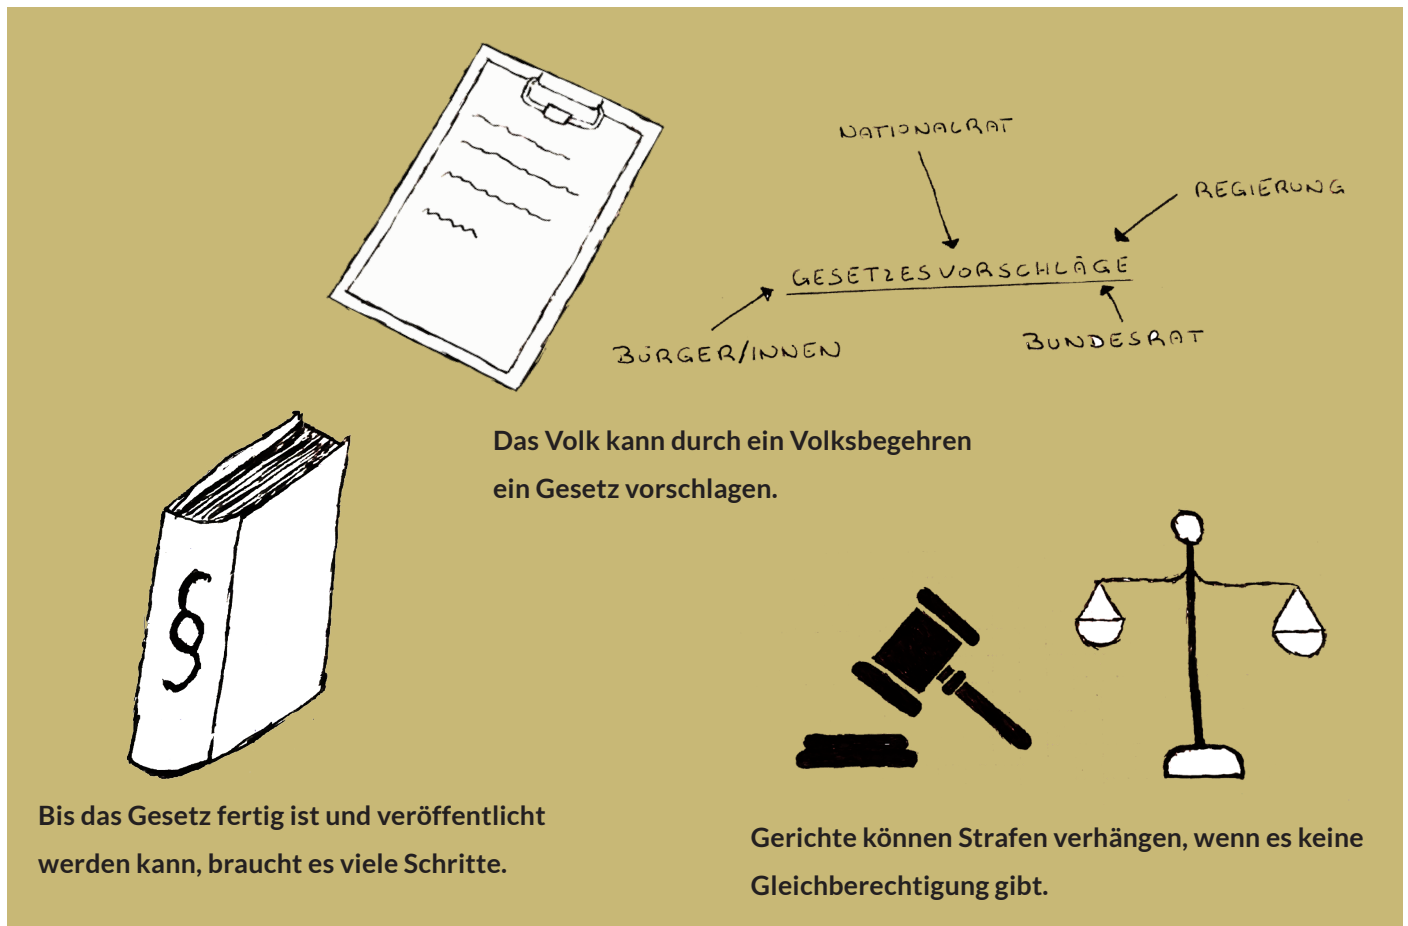 NATIONALRAT
REGIERUNG
GESETZESVORSCHLÄGE
BÜRGER/INNEN
BUNDESRAT
Das Volk kann durch ein Volksbegehren
ein Gesetz vorschlagen.
§
Bis das Gesetz fertig ist und veröffentlicht
werden kann, braucht es viele Schritte.
Gerichte können Strafen verhängen, wenn es keine
Gleichberechtigung gibt.